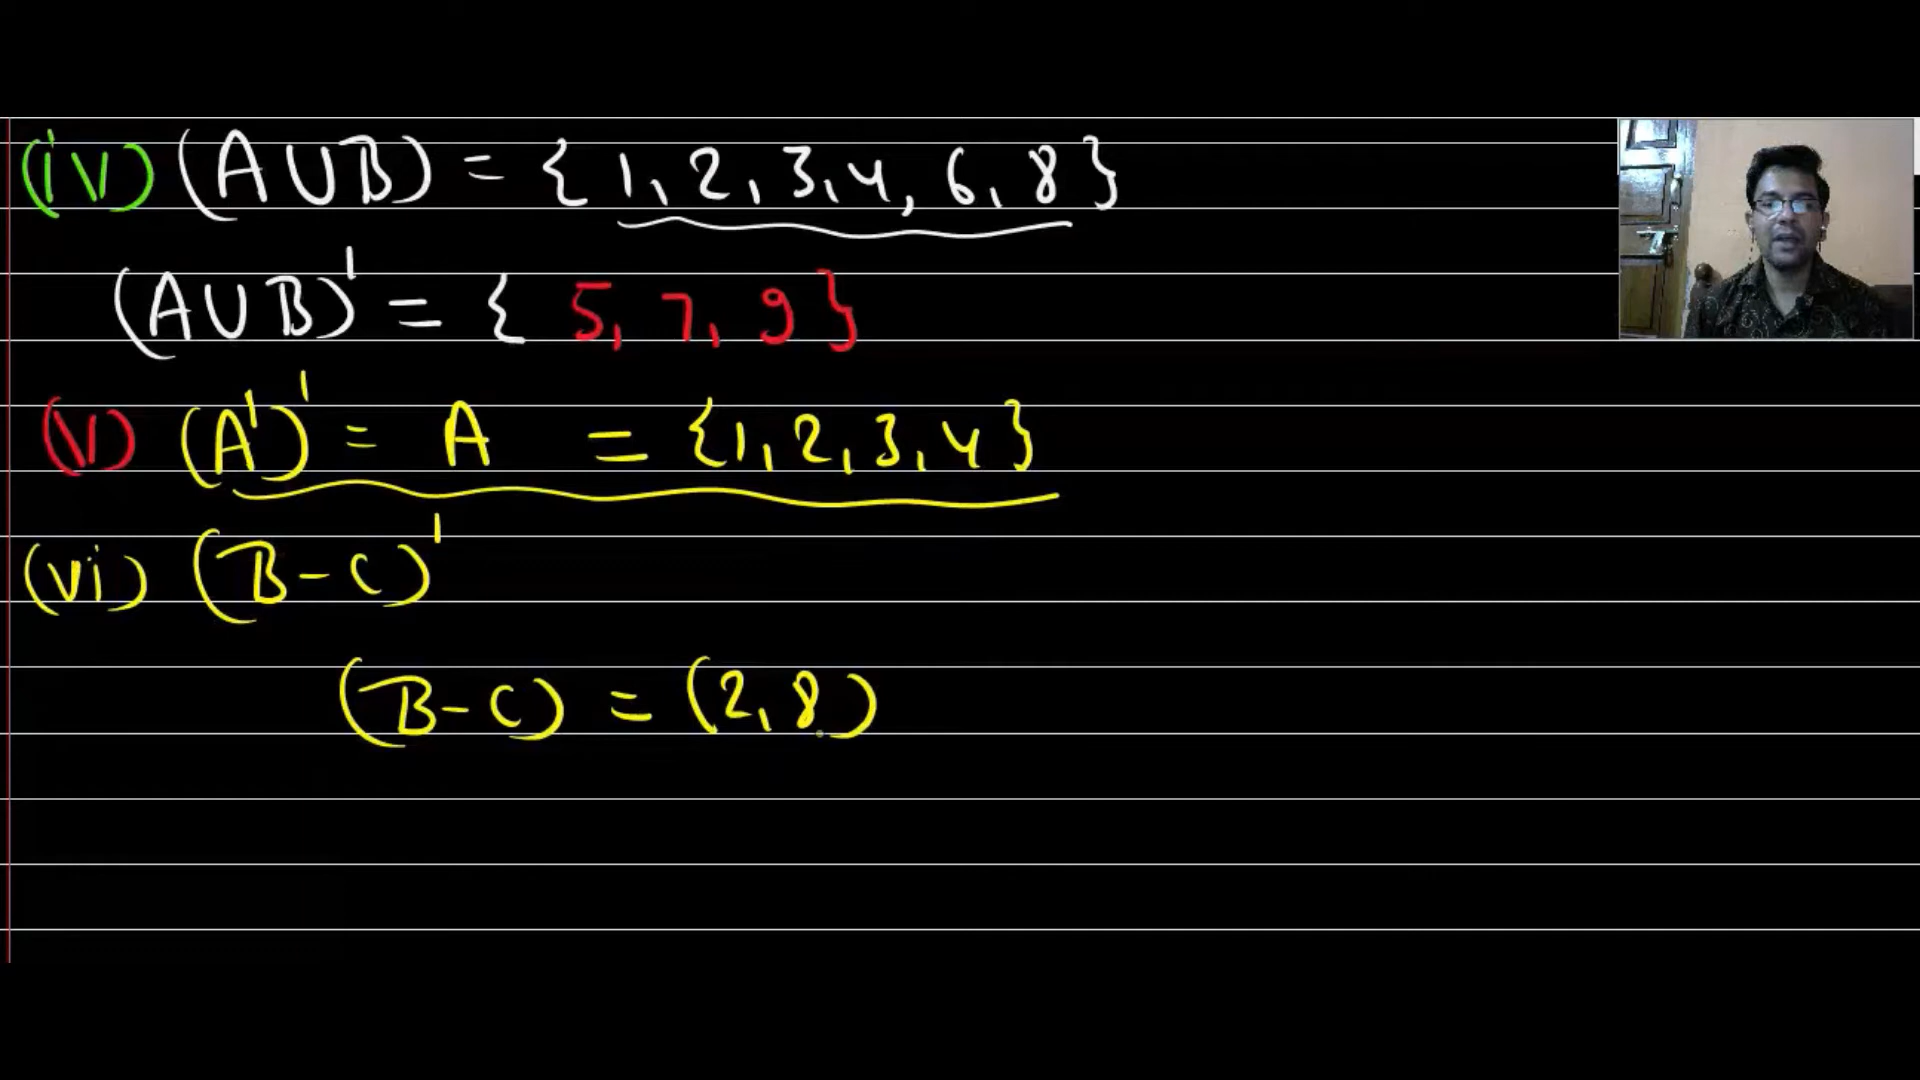 (iv) (A∪B) = { 1, 2, 3, 4, 6, 8 }
(A∪B)' = { 5, 7, 9 }
(v) (A')' = A = {1, 2, 3, 4}
(vi) (B-C)'
(B-C) = (2, 8)